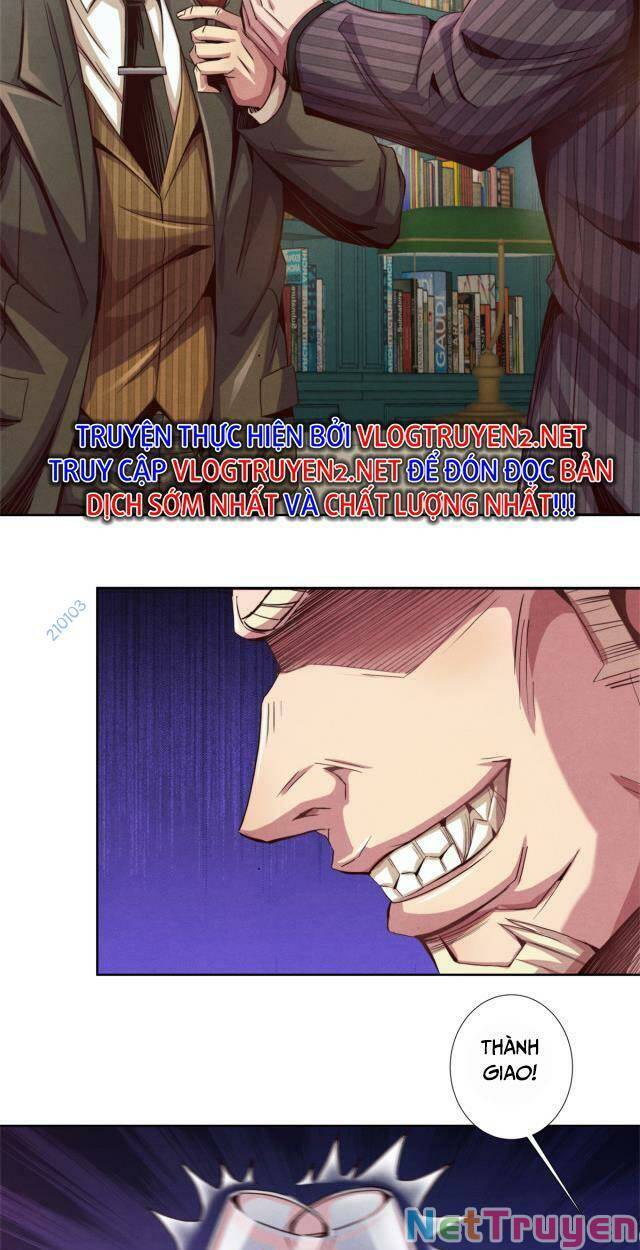 GAUDI
TRUYỆN THỰC HIỆN BỞI VLOGTRUYEN2.NET
TRUY CẬP VLOGTRUYEN2.NET ĐỂ ĐÓN ĐỌC BẢN
DỊCH SỚM NHẤT VÀ CHẤT LƯỢNG NHẤT!!!
210103
THÀNH
GIAO!
NETTRUYEN